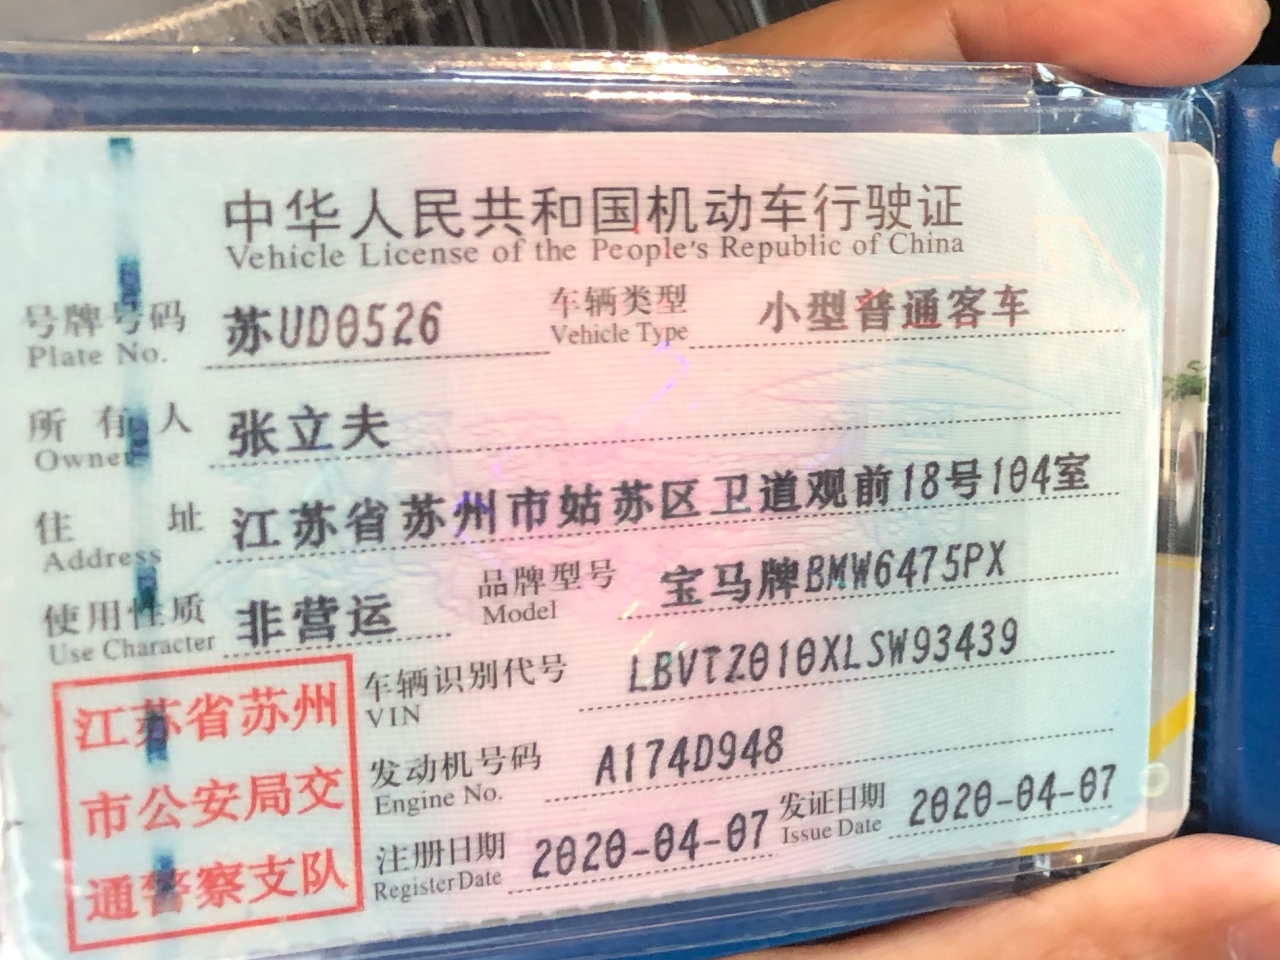 中华人民共和国机动车行驶证
Vehicle License of the People's Republic of China
号牌号码 苏UD0526 车辆类型 小型普通客车
Plate No. Vehicle Type
所有人 张立夫
Owner
住址 江苏省苏州市姑苏区卫道观前18号104室
Address
使用性质 非营运 品牌型号 宝马牌BMW6475PX
Use Character Model
车辆识别代号 LBVTZ010XLSW93439
VIN
发动机号码 A174D948
Engine No.
注册日期 2020-04-07 发证日期 2020-04-07
Register Date Issue Date
江苏省苏州
市公安局交
通警察支队